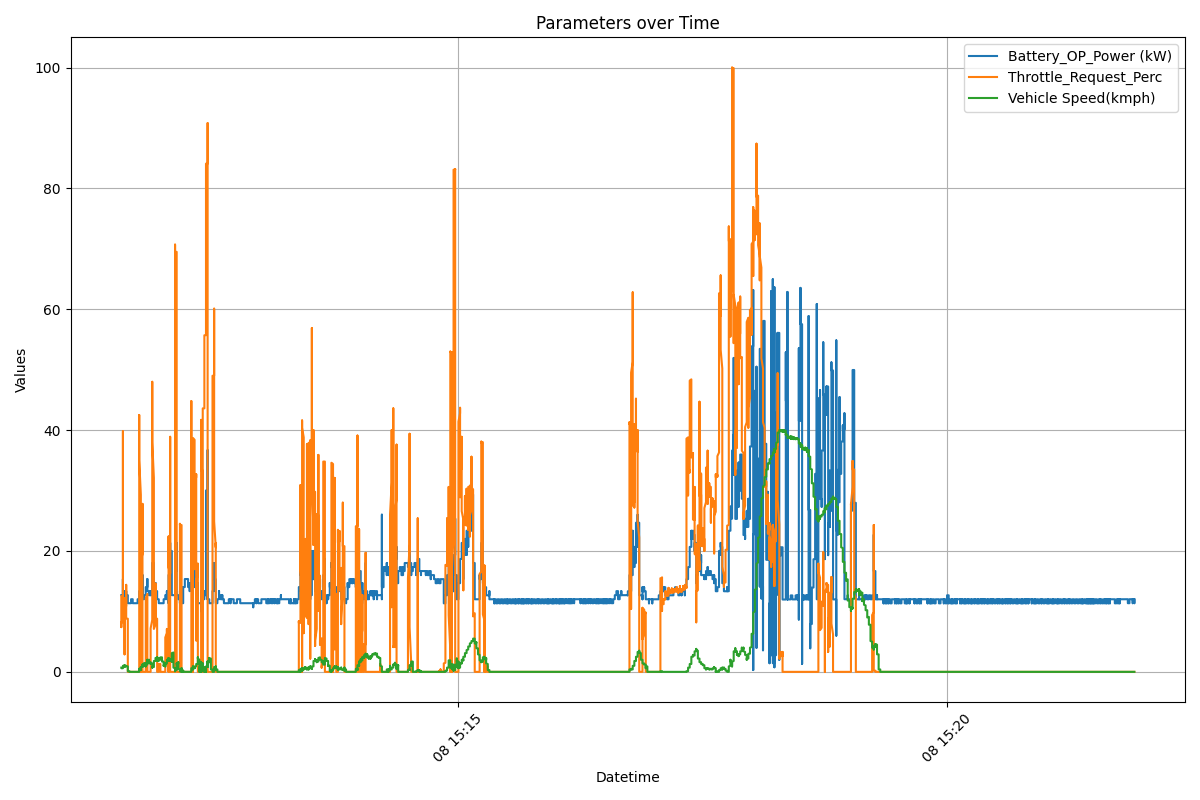 Parameters over Time
Battery_OP_Power (kW)
Throttle_Request_Perc
Vehicle Speed(kmph)
Values
100
80
60
40
20
0
08 15:15
08 15:20
Datetime